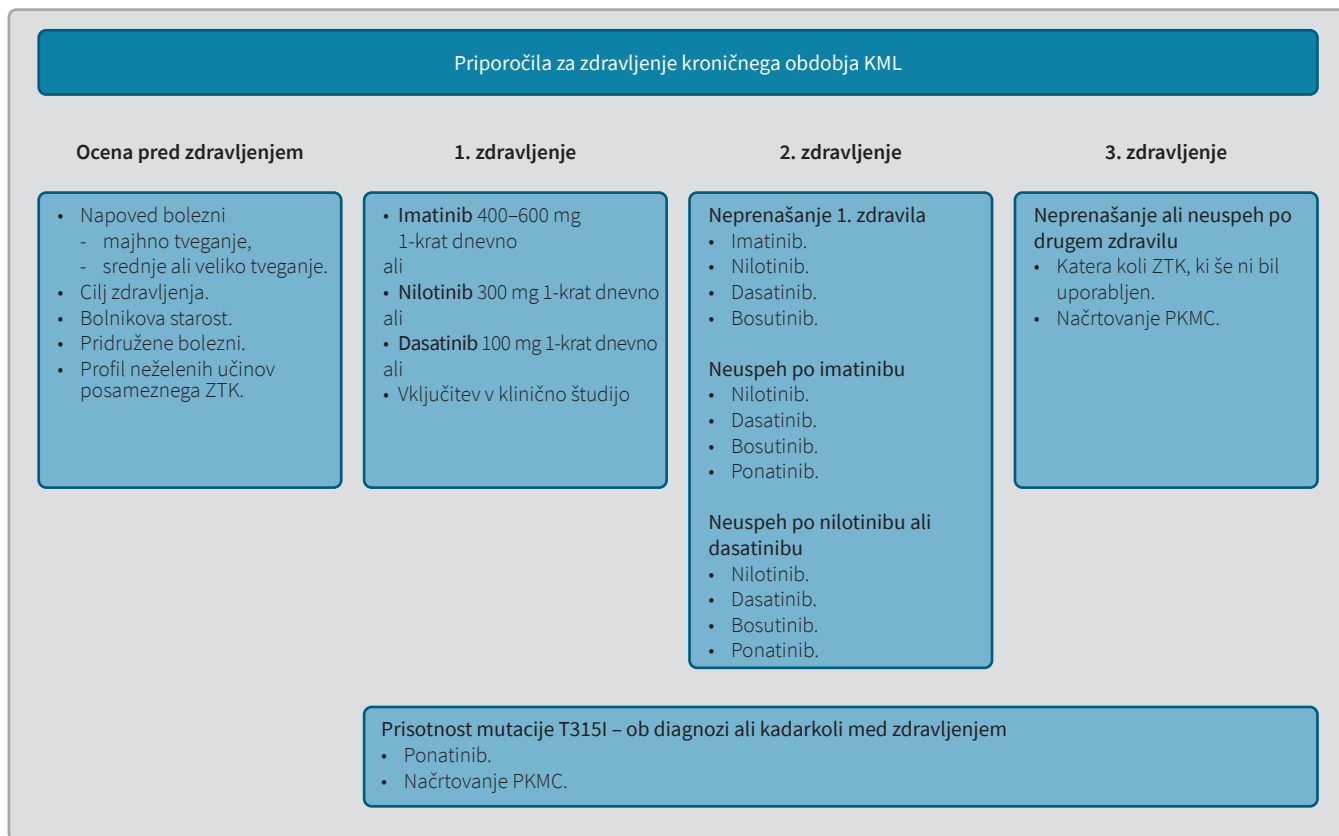 Priporočila za zdravljenje kroničnega obdobja KML
Ocena pred zdravljenjem
• Napoved bolezni
- majhno tveganje,
- srednje ali veliko tveganje.
• Cilj zdravljenja.
• Bolnikova starost.
• Pridružene bolezni.
• Profil neželenih učinov
posameznega ZTK.
1. zdravljenje
• Imatinib 400–600 mg
1-krat dnevno
ali
• Nilotinib 300 mg 1-krat dnevno
ali
• Dasatinib 100 mg 1-krat dnevno
ali
• Vključitev v klinično študijo
2. zdravljenje
Neprenašanje 1. zdravila
• Imatinib.
• Nilotinib.
• Dasatinib.
• Bosutinib.
Neuspeh po imatinibu
• Nilotinib.
• Dasatinib.
• Bosutinib.
• Ponatinib.
Neuspeh po nilotinibu ali
dasatinibu
• Nilotinib.
• Dasatinib.
• Bosutinib.
• Ponatinib.
3. zdravljenje
Neprenašanje ali neuspeh po
drugem zdravilu
• Katera koli ZTK, ki še ni bil
uporabljen.
• Načrtovanje PKMC.
Prisotnost mutacije T315I – ob diagnozi ali kadarkoli med zdravljenjem
• Ponatinib.
• Načrtovanje PKMC.